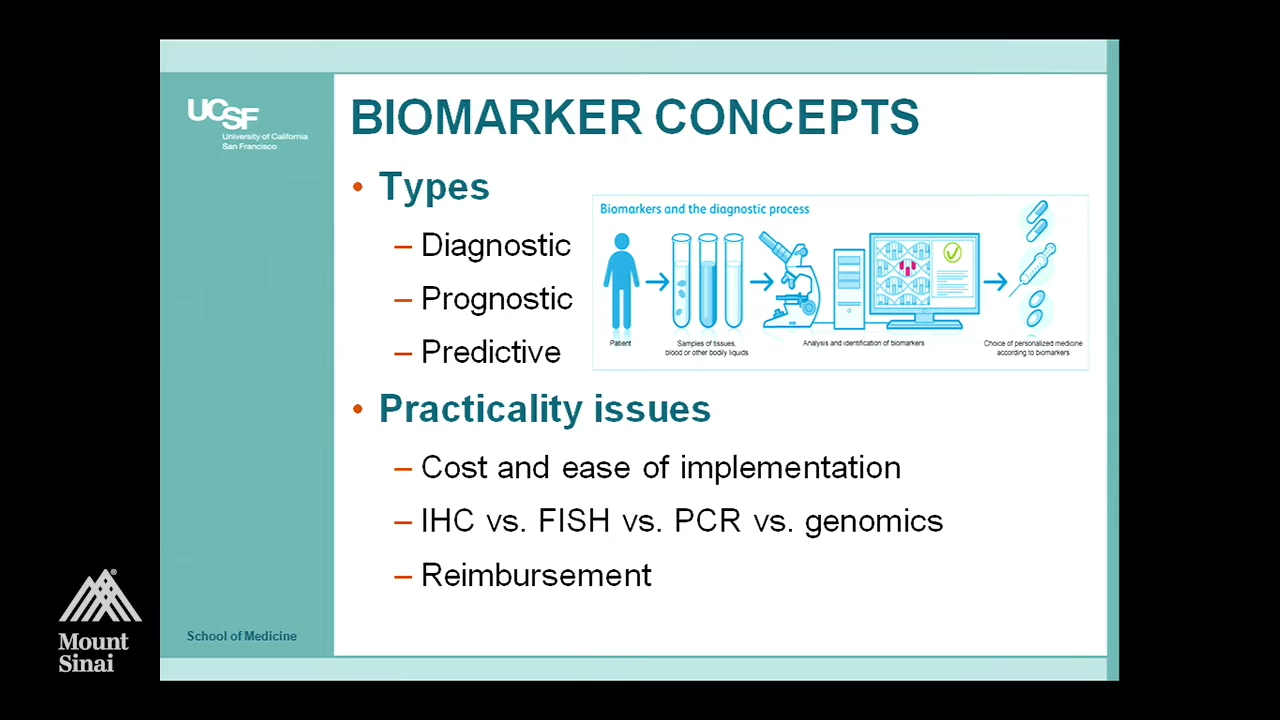 UCSF
University of California
San Francisco
BIOMARKER CONCEPTS
• Types
– Diagnostic
– Prognostic
– Predictive
Biomarkers and the diagnostic process
Patient
Samples of tissues,
blood or other bodily liquids
Analysis and identification of biomarkers
Choice of personalized medicine
according to biomarkers
• Practicality issues
– Cost and ease of implementation
– IHC vs. FISH vs. PCR vs. genomics
– Reimbursement
School of Medicine
®
Mount
Sinai